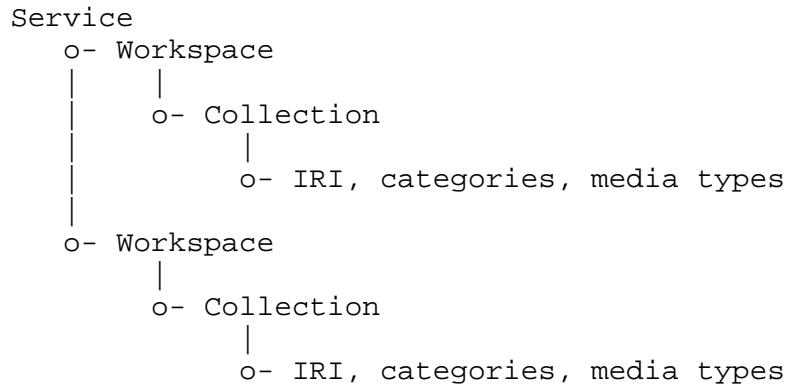 Service
o- Workspace
| |
| o- Collection
| |
| o- IRI, categories, media types
|
o- Workspace
|
o- Collection
|
o- IRI, categories, media types